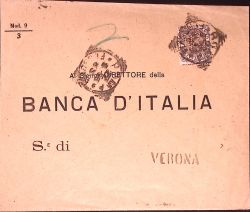 Mod. 9
3
Al Signor DIRETTORE della
BANCA D'ITALIA
S.e di
VERONA